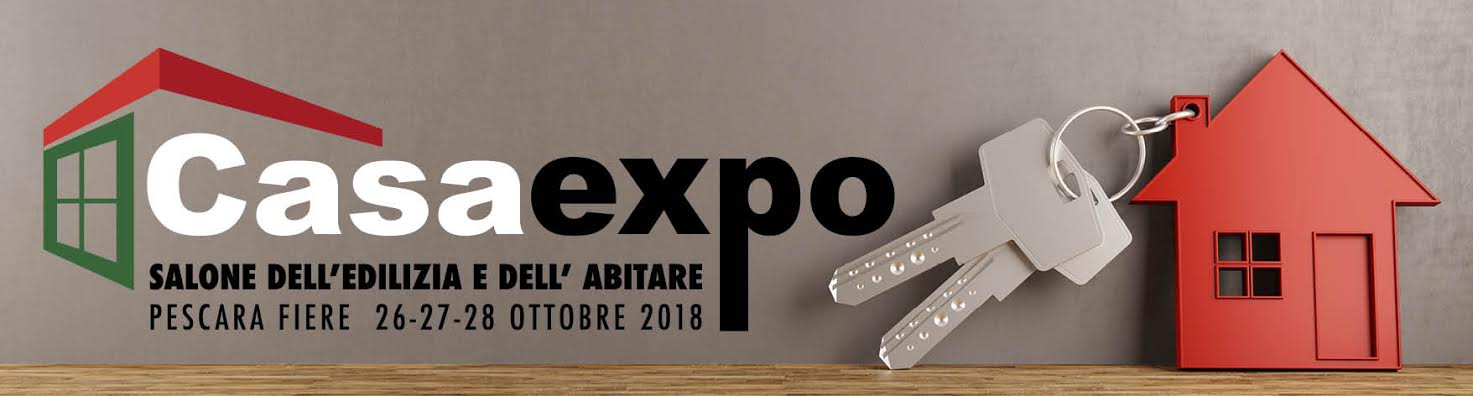 Casaexpo
SALONE DELL'EDILIZIA E DELL' ABITARE
PESCARA FIERE 26-27-28 OTTOBRE 2018